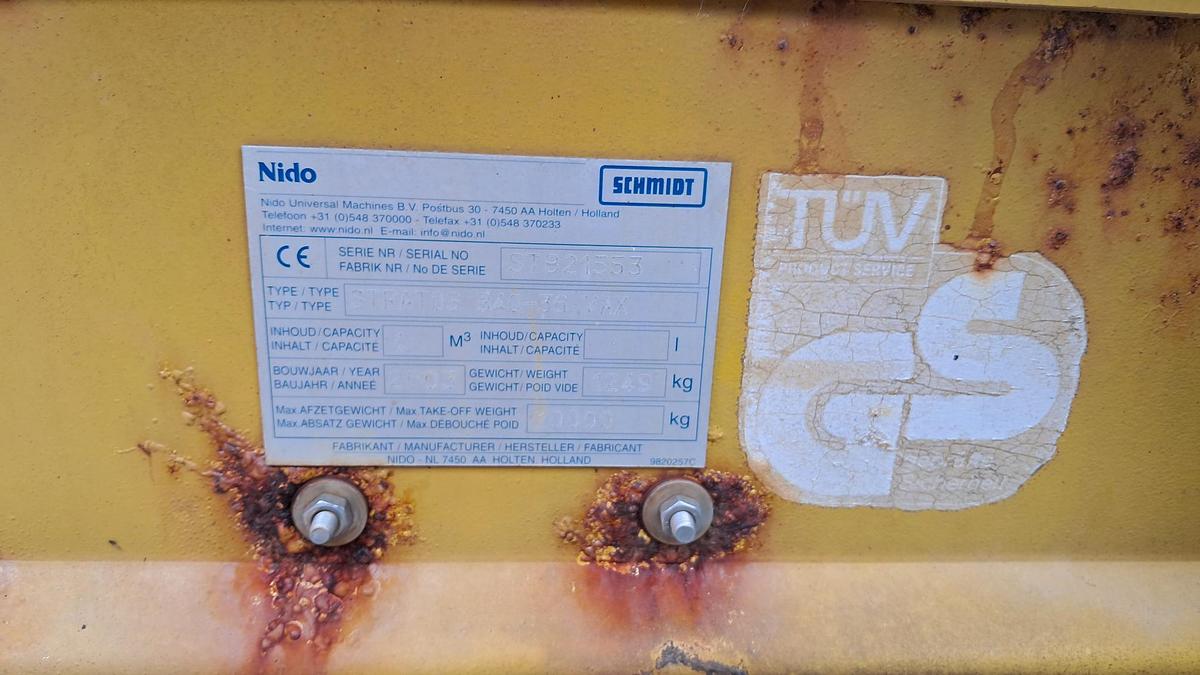 Nido
SCHMIDT
Nido Universal Machines B.V. Postbus 30 - 7450 AA Holten / Holland
Telefoon +31 (0)548 370000 - Telefax +31 (0)548 370233
Internet: www.nido.nl E-mail: info@nido.nl
CE
SERIE NR / SERIAL NO
FABRIK NR / No DE SERIE
TYPE / TYPE
TYP / TYPE
STRATOS
INHOUD / CAPACITY
INHALT / CAPACITE
M³
INHOUD / CAPACITY
INHALT / CAPACITÉ
l
BOUWJAAR / YEAR
BAUJAHR / ANNEÉ
GEWICHT / WEIGHT
GEWICHT / POID VIDE
kg
Max. AFZETGEWICHT / Max. TAKE-OFF WEIGHT
Max. ABSATZ GEWICHT / Max. DÉBOUCHÉ POID
kg
FABRIKANT / MANUFACTURER / HERSTELLER / FABRICANT
NIDO - NL 7450 AA HOLTEN HOLLAND
9820257C
TÜV
PRODUCT SERVICE
GS